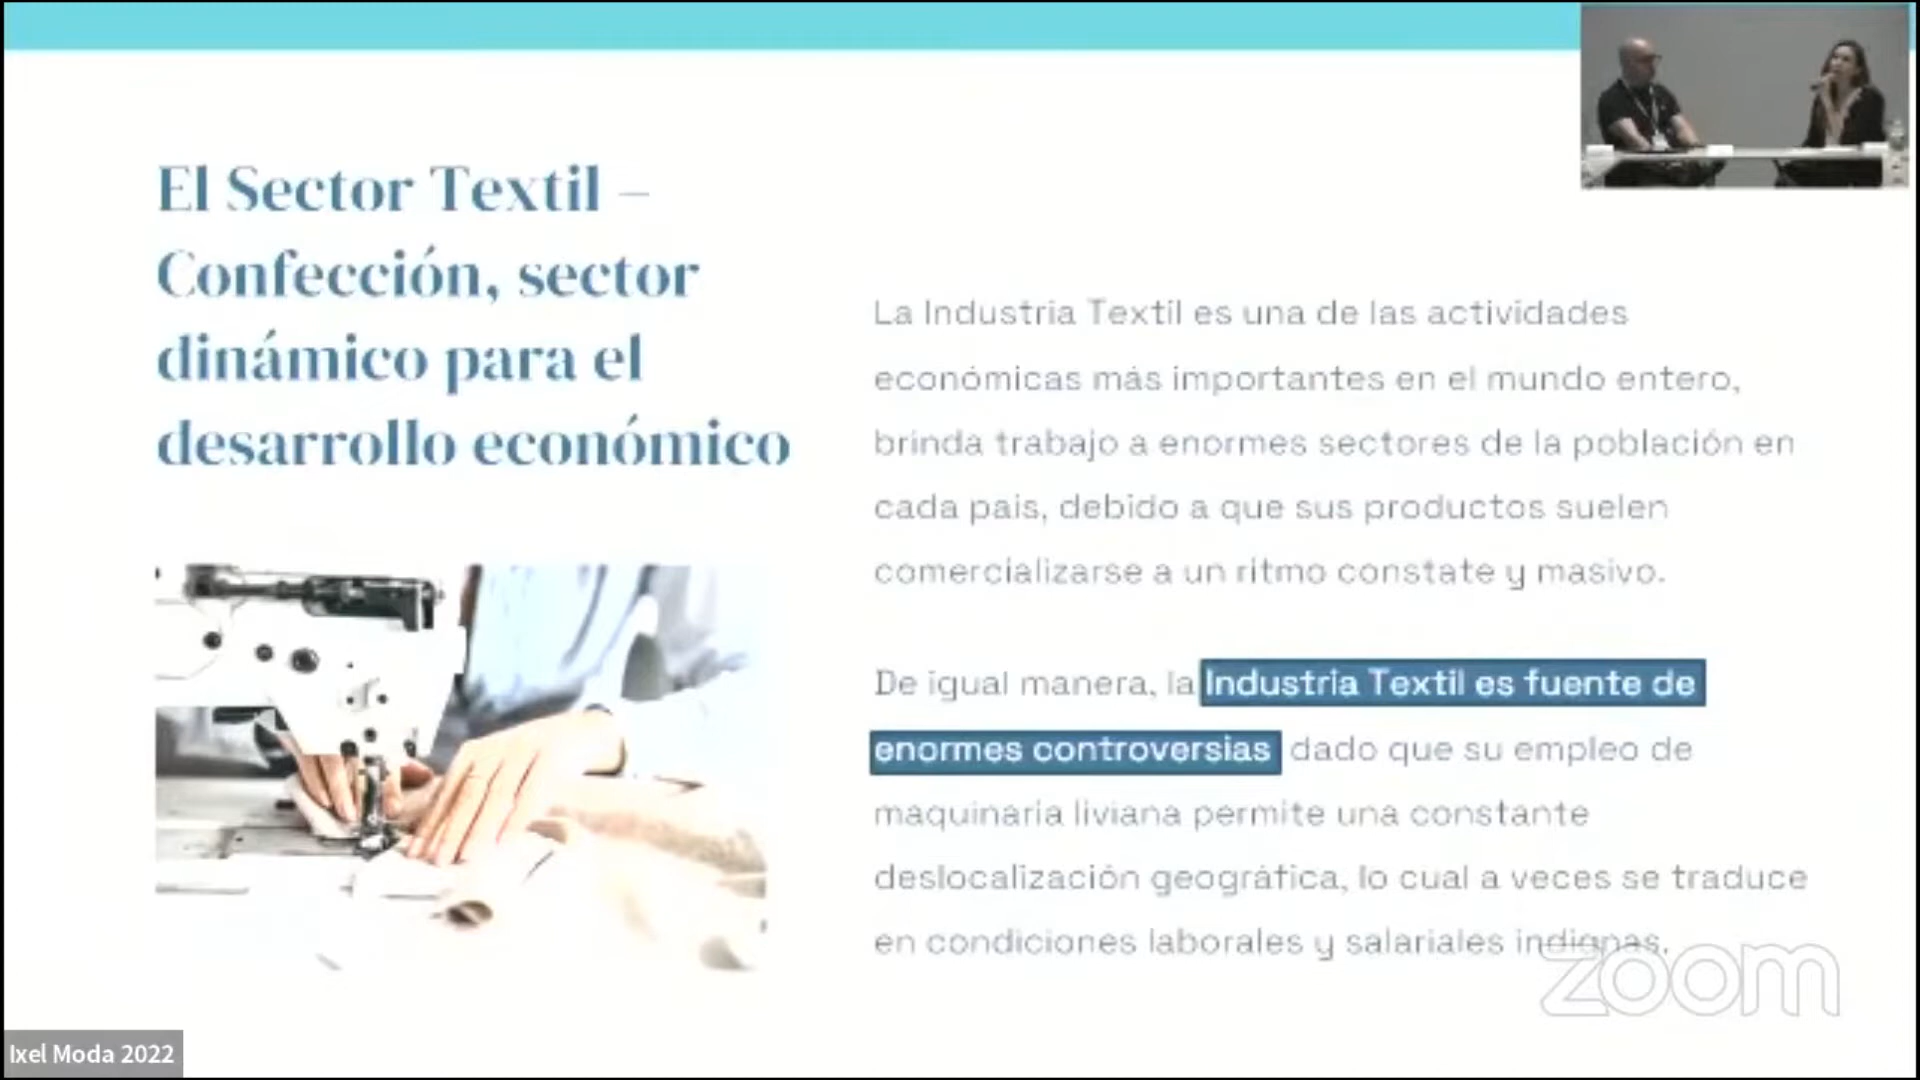 El Sector Textil –
Confección, sector
dinámico para el
desarrollo económico
La Industria Textil es una de las actividades
económicas más importantes en el mundo entero,
brinda trabajo a enormes sectores de la población en
cada país, debido a que sus productos suelen
comercializarse a un ritmo constate y masivo.
De igual manera, la Industria Textil es fuente de
enormes controversias dado que su empleo de
maquinaria liviana permite una constante
deslocalización geográfica, lo cual a veces se traduce
en condiciones laborales y salariales indignas.
zoom
Ixel Moda 2022